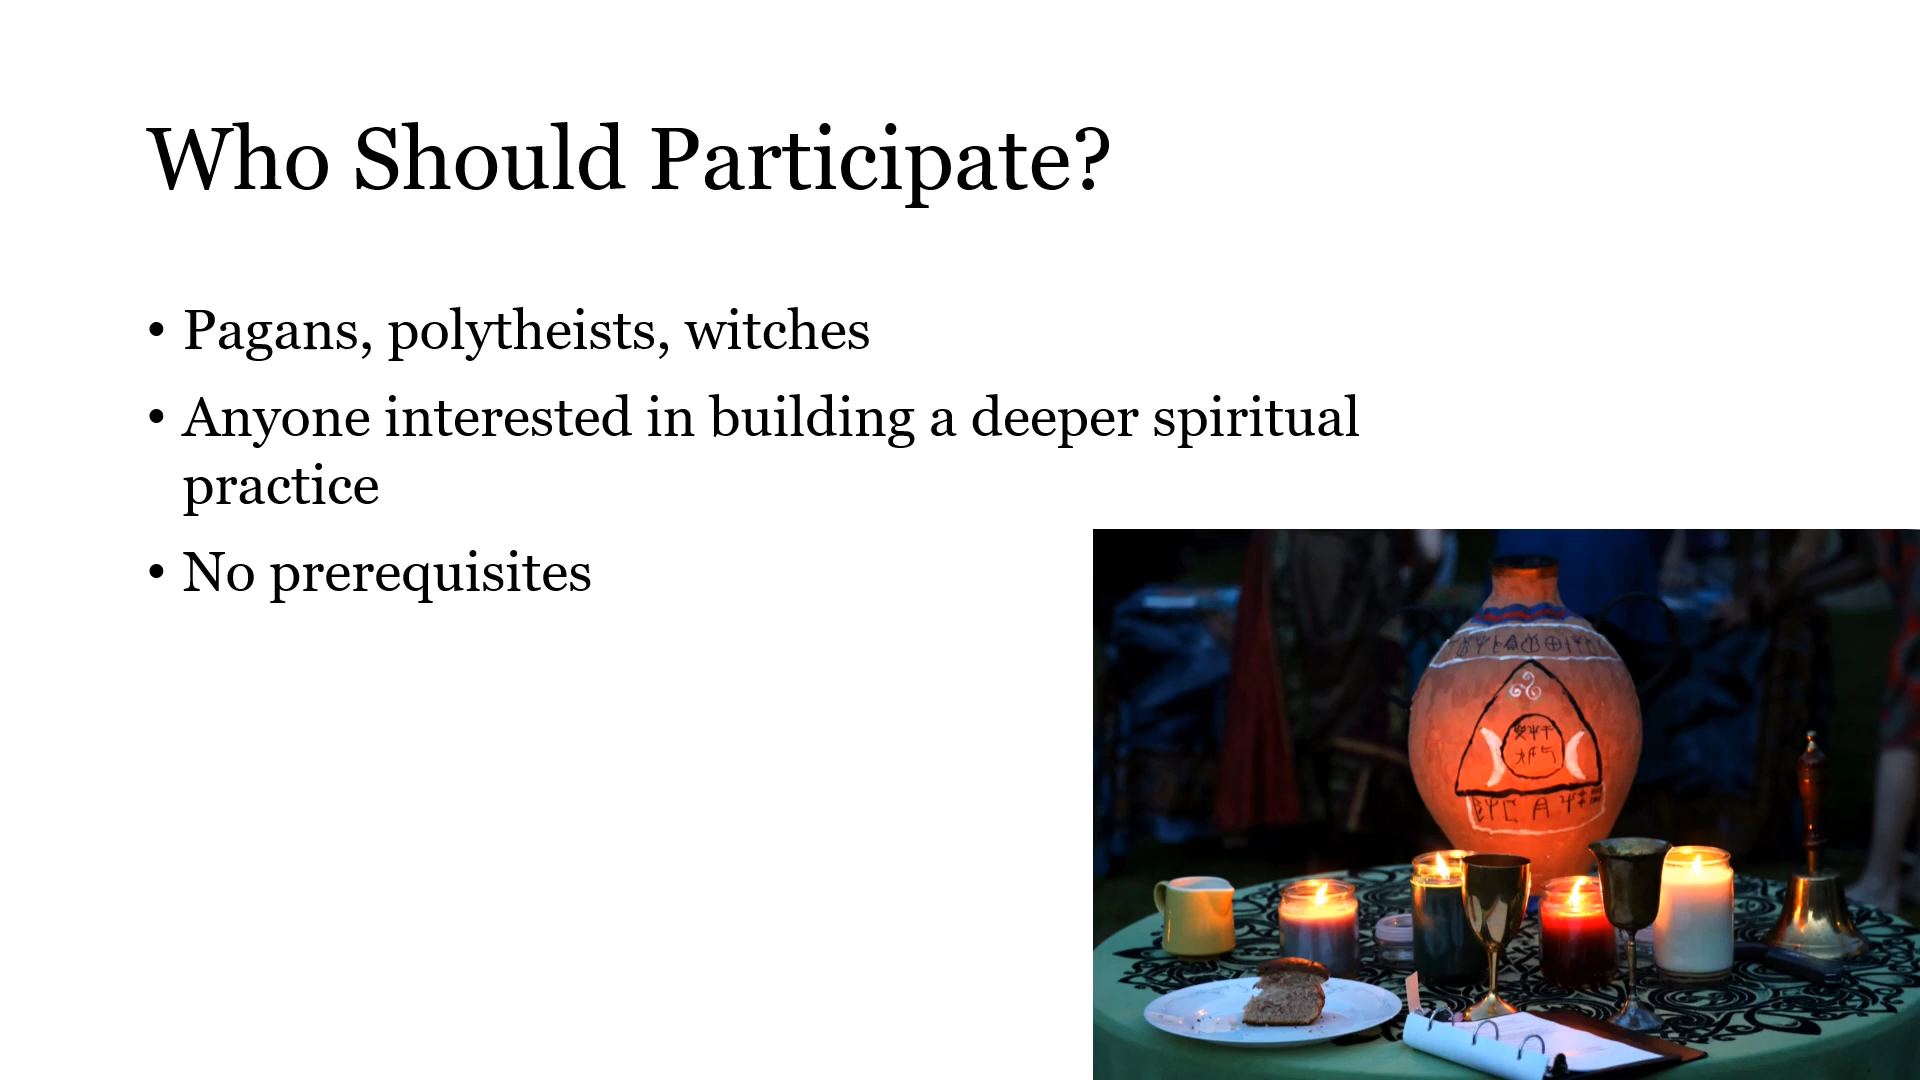 Who Should Participate?
• Pagans, polytheists, witches
• Anyone interested in building a deeper spiritual
practice
• No prerequisites